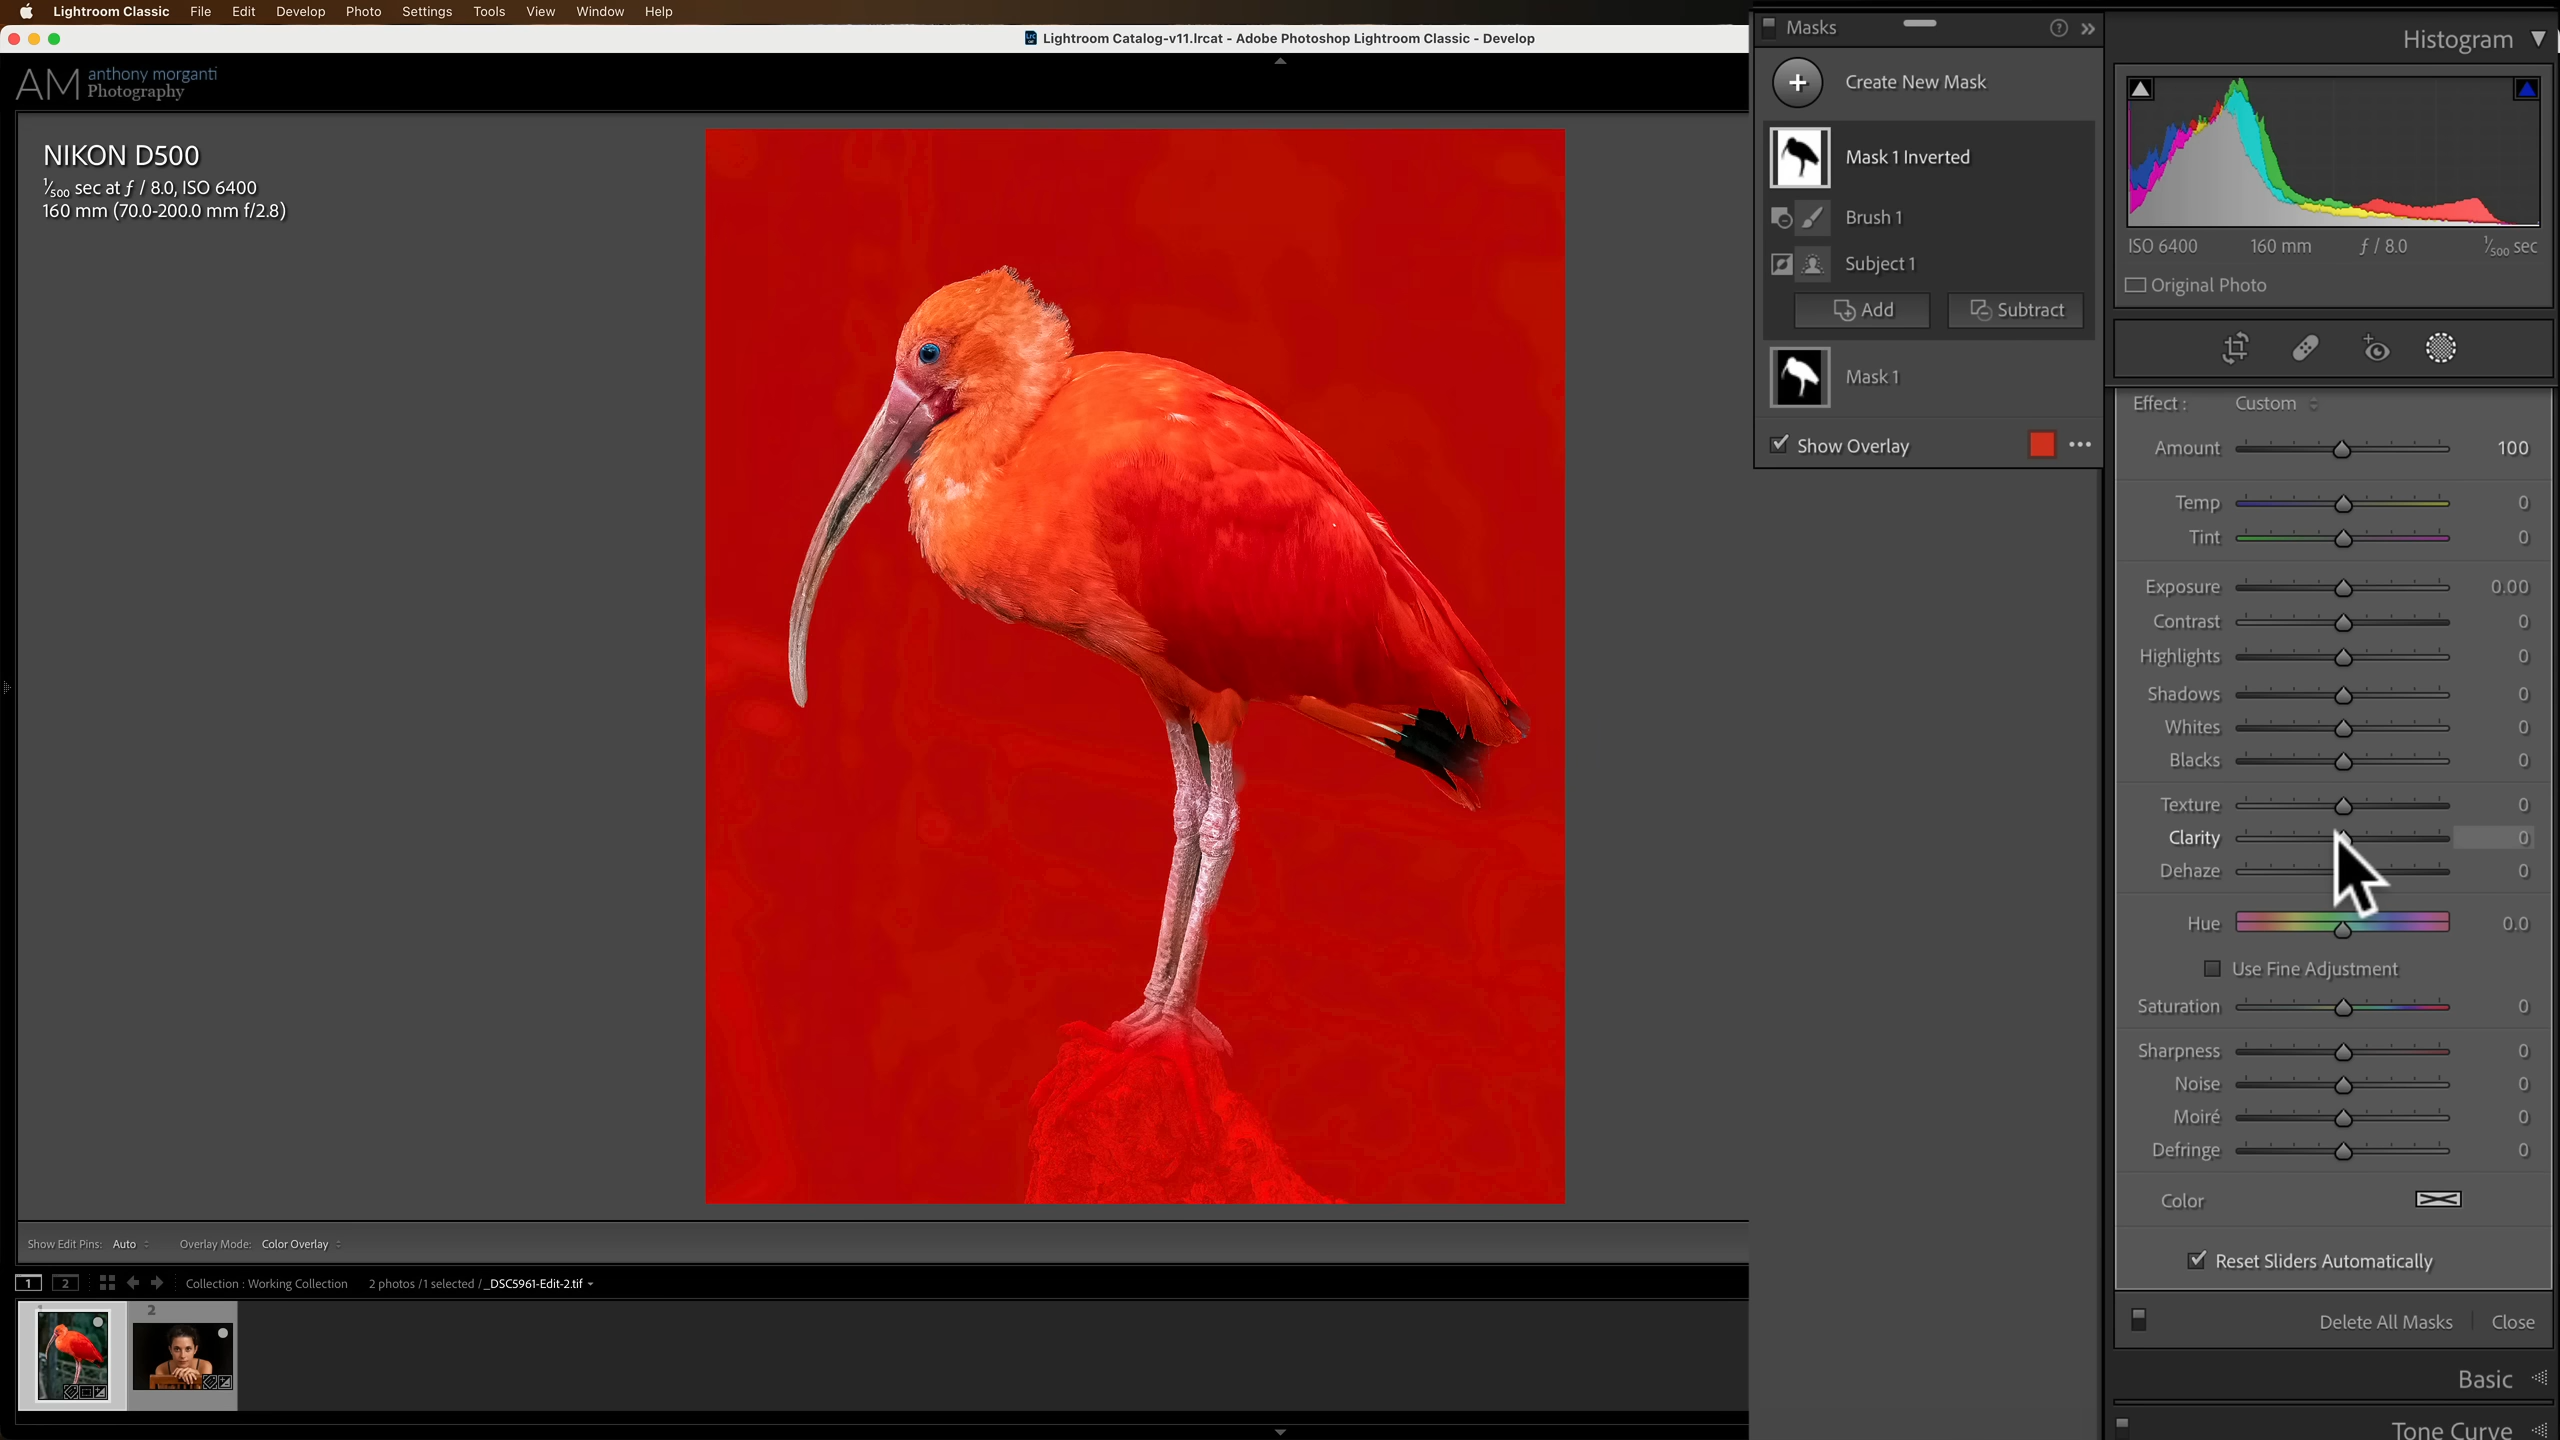 Lightroom Classic File Edit Develop Photo Settings Tools View Window Help
Lightroom Catalog-v11.lrcat - Adobe Photoshop Lightroom Classic - Develop
AM anthony morganti
Photography
NIKON D500
1/500 sec at ƒ / 8.0, ISO 6400
160 mm (70.0-200.0 mm f/2.8)
Masks
Create New Mask
Mask 1 Inverted
Brush 1
Subject 1
Add Subtract
Mask 1
Show Overlay
Histogram
ISO 6400 160 mm ƒ / 8.0 1/500 sec
Original Photo
Effect : Custom
Amount 100
Temp 0
Tint 0
Exposure 0.00
Contrast 0
Highlights 0
Shadows 0
Whites 0
Blacks 0
Texture 0
Clarity 0
Dehaze 0
Hue 0.0
Use Fine Adjustment
Saturation 0
Sharpness 0
Noise 0
Moiré 0
Defringe 0
Color
Reset Sliders Automatically
Delete All Masks Close
Basic
Tone Curve
Show Edit Pins: Auto Overlay Mode: Color Overlay
1 2 Collection : Working Collection 2 photos / 1 selected / _DSC5961-Edit-2.tif
1 2